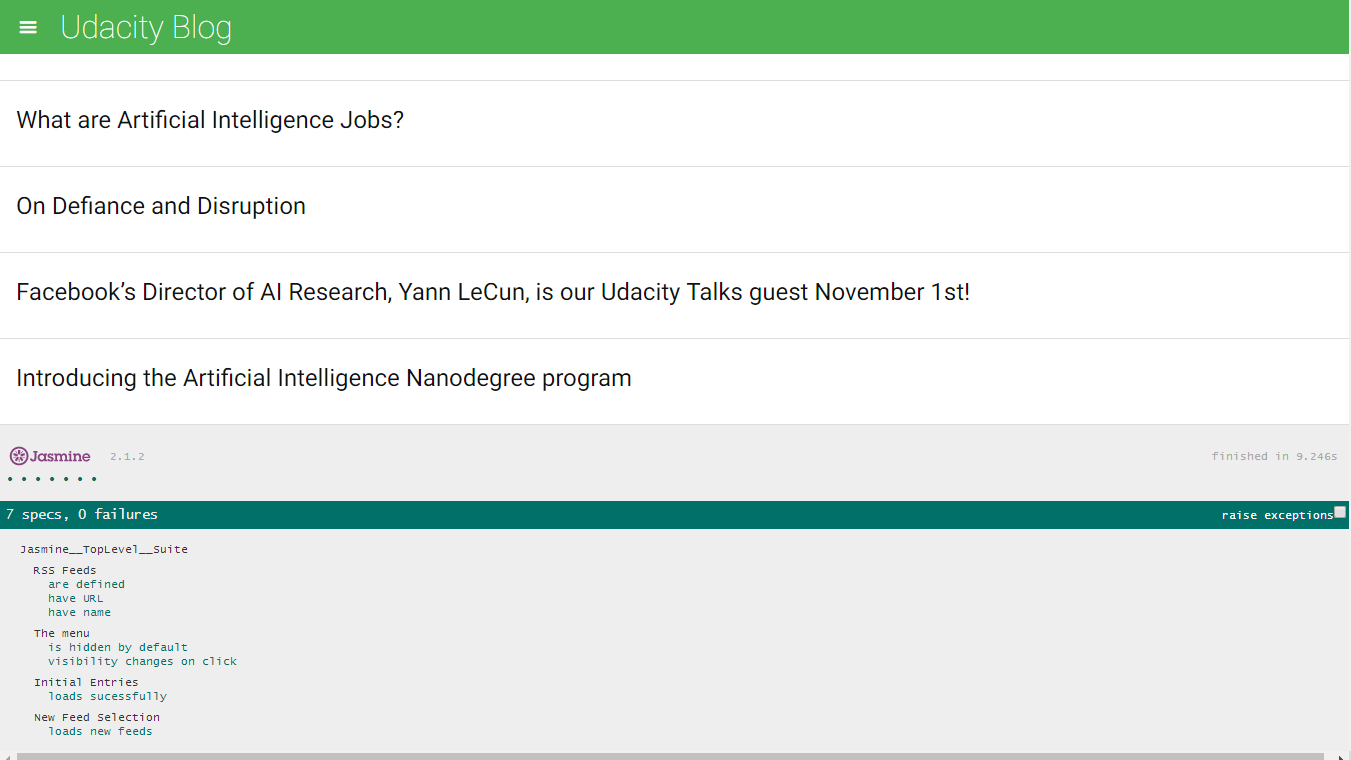 Udacity Blog
What are Artificial Intelligence Jobs?
On Defiance and Disruption
Facebook’s Director of AI Research, Yann LeCun, is our Udacity Talks guest November 1st!
Introducing the Artificial Intelligence Nanodegree program
Jasmine 2.1.2 finished in 9.246s
7 specs, 0 failures raise exceptions
Jasmine__TopLevel__Suite
RSS Feeds
are defined
have URL
have name
The menu
is hidden by default
visibility changes on click
Initial Entries
loads sucessfully
New Feed Selection
loads new feeds